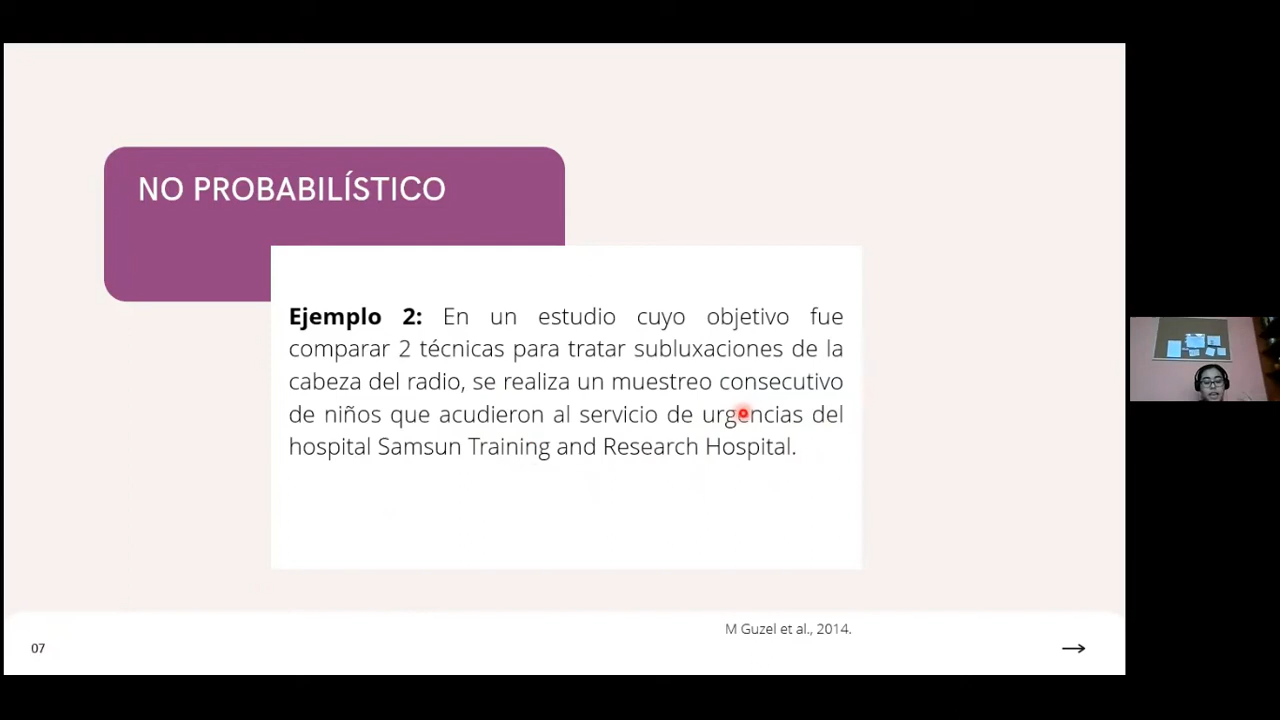 NO PROBABILÍSTICO
Ejemplo 2: En un estudio cuyo objetivo fue
comparar 2 técnicas para tratar subluxaciones de la
cabeza del radio, se realiza un muestreo consecutivo
de niños que acudieron al servicio de urgencias del
hospital Samsun Training and Research Hospital.
M Guzel et al., 2014.
07